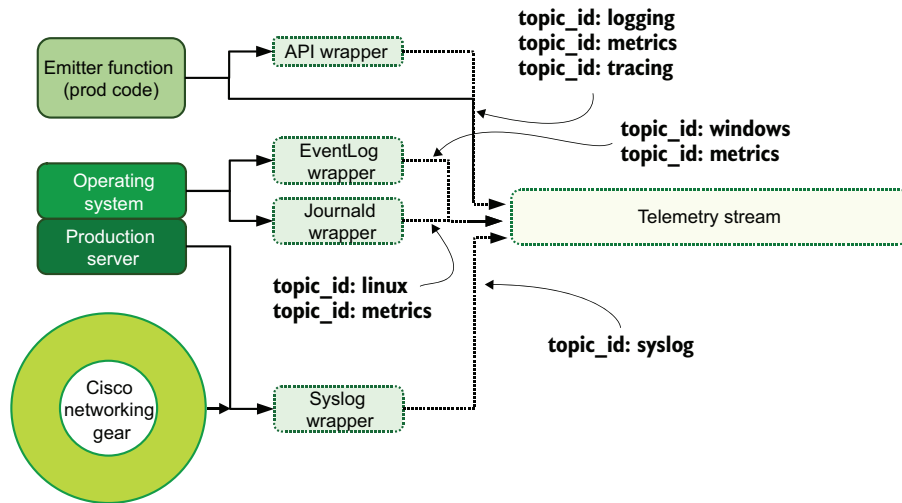 topic_id: logging
topic_id: metrics
topic_id: tracing
Emitter function
(prod code)
API wrapper
topic_id: windows
topic_id: metrics
EventLog
wrapper
Operating
system
Journald
wrapper
Telemetry stream
Production
server
topic_id: linux
topic_id: metrics
topic_id: syslog
Cisco
networking
gear
Syslog
wrapper